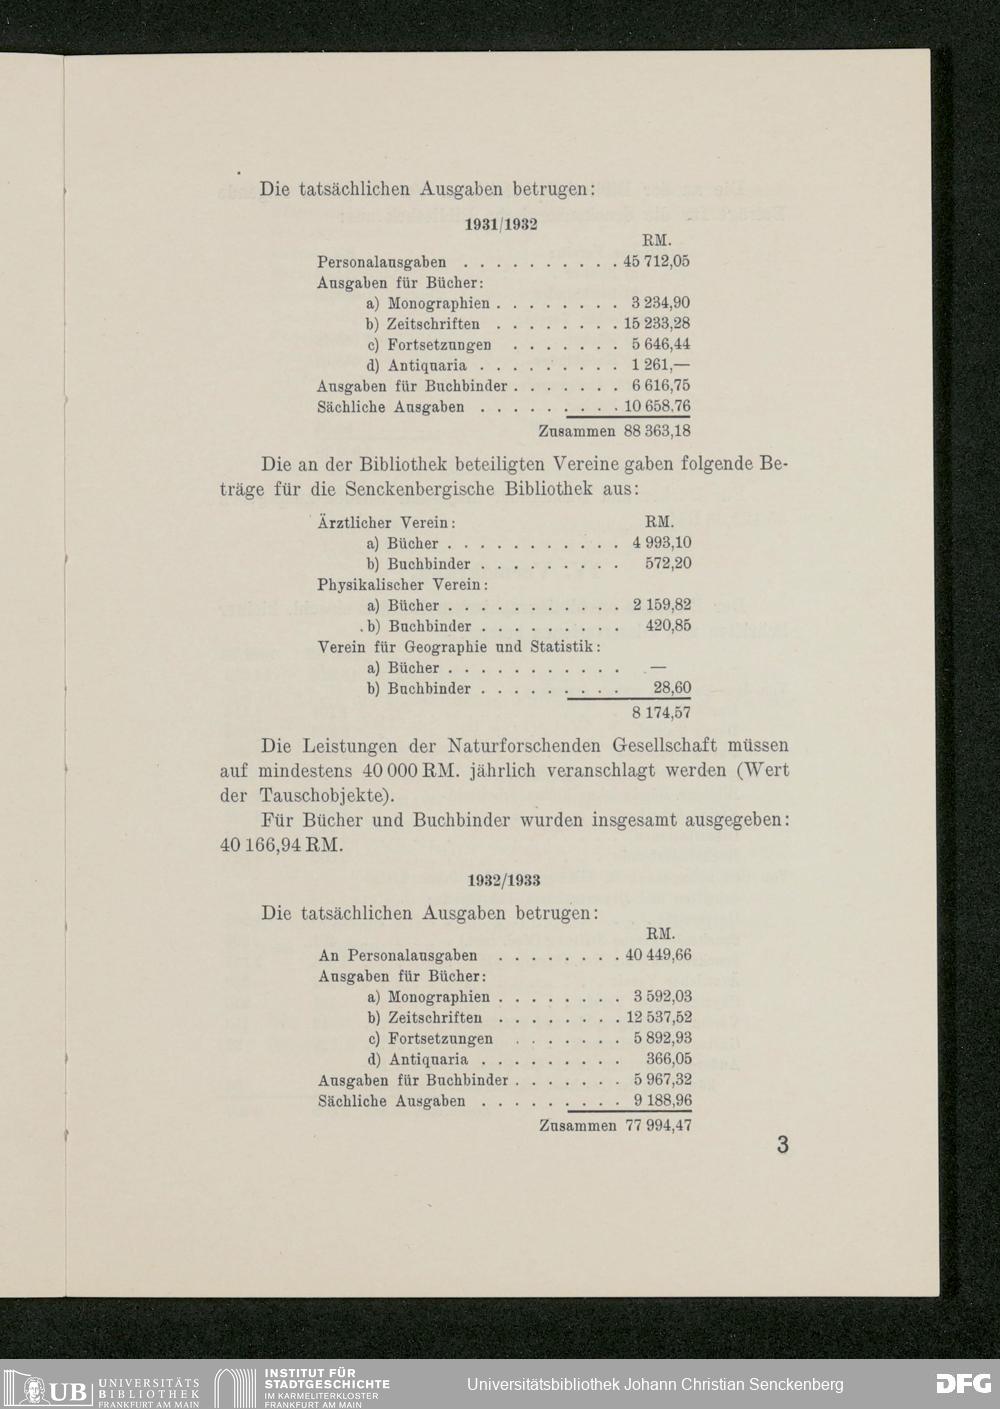 Die tatsächlichen Ausgaben betrugen:
1931/1932
RM.
Personalausgaben . . . . . . . . . . 45 712,05
Ausgaben für Bücher:
a) Monographien . . . . . . . . 3 234,90
b) Zeitschriften . . . . . . . . 15 233,28
c) Fortsetzungen . . . . . . . 5 646,44
d) Antiquaria . . . . . . . . . 1 261,—
Ausgaben für Buchbinder . . . . . . . 6 616,75
Sächliche Ausgaben . . . . . . . . . 10 658,76
Zusammen 88 363,18
Die an der Bibliothek beteiligten Vereine gaben folgende Be-
träge für die Senckenbergische Bibliothek aus:
Ärztlicher Verein: RM.
a) Bücher . . . . . . . . . . . 4 993,10
b) Buchbinder . . . . . . . . . 572,20
Physikalischer Verein:
a) Bücher . . . . . . . . . . . 2 159,82
b) Buchbinder . . . . . . . . . 420,85
Verein für Geographie und Statistik:
a) Bücher . . . . . . . . . . . —
b) Buchbinder . . . . . . . . . 28,60
8 174,57
Die Leistungen der Naturforschenden Gesellschaft müssen
auf mindestens 40 000 RM. jährlich veranschlagt werden (Wert
der Tauschobjekte).
Für Bücher und Buchbinder wurden insgesamt ausgegeben:
40 166,94 RM.
1932/1933
Die tatsächlichen Ausgaben betrugen:
RM.
An Personalausgaben . . . . . . . . 40 449,66
Ausgaben für Bücher:
a) Monographien . . . . . . . . 3 592,03
b) Zeitschriften . . . . . . . . 12 537,52
c) Fortsetzungen . . . . . . . 5 892,93
d) Antiquaria . . . . . . . . . 366,05
Ausgaben für Buchbinder . . . . . . . 5 967,32
Sächliche Ausgaben . . . . . . . . . 9 188,96
Zusammen 77 994,47
3
UB UNIVERSITÄTS
BIBLIOTHEK
FRANKFURT AM MAIN
INSTITUT FÜR
STADTGESCHICHTE
IM KARMELITERKLOSTER
FRANKFURT AM MAIN
Universitätsbibliothek Johann Christian Senckenberg
DFG